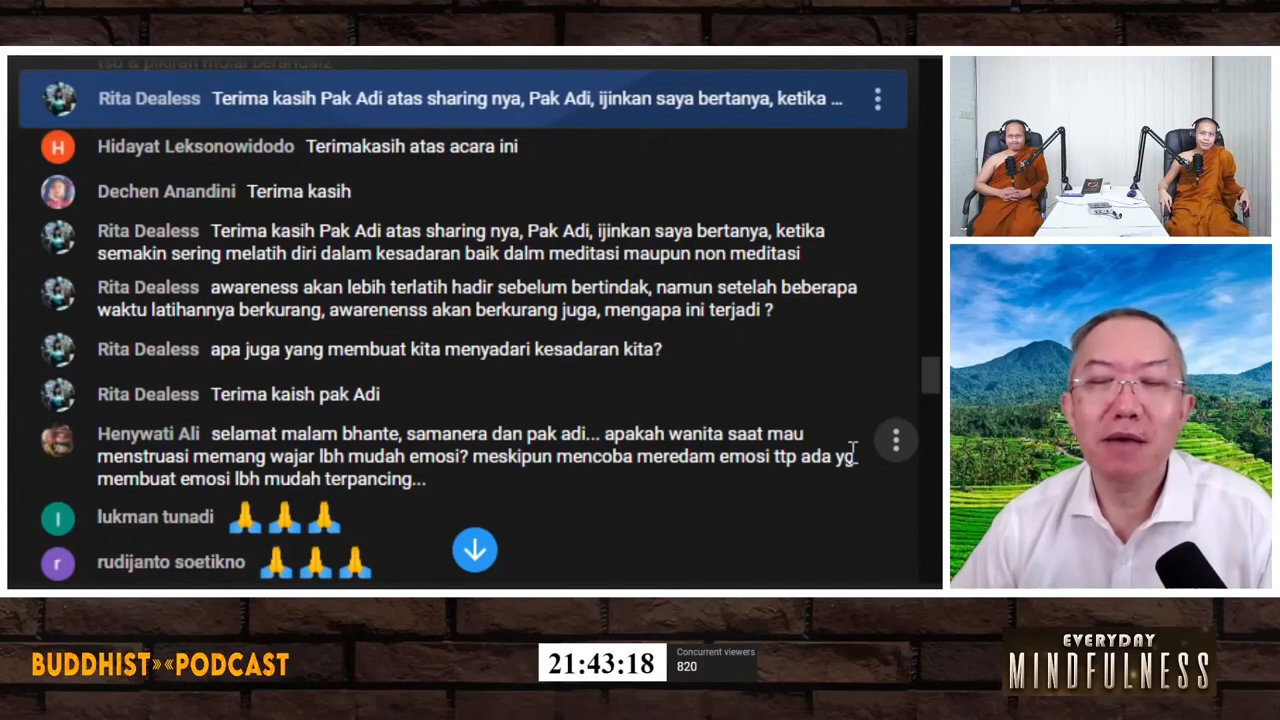 tsb & pikiran mulai berandai2
Rita Dealess Terima kasih Pak Adi atas sharing nya, Pak Adi, ijinkan saya bertanya, ketika ...
H Hidayat Leksonowidodo Terimakasih atas acara ini
Dechen Anandini Terima kasih
Rita Dealess Terima kasih Pak Adi atas sharing nya, Pak Adi, ijinkan saya bertanya, ketika
semakin sering melatih diri dalam kesadaran baik dalm meditasi maupun non meditasi
Rita Dealess awareness akan lebih terlatih hadir sebelum bertindak, namun setelah beberapa
waktu latihannya berkurang, awarenenss akan berkurang juga, mengapa ini terjadi ?
Rita Dealess apa juga yang membuat kita menyadari kesadaran kita?
Rita Dealess Terima kaish pak Adi
Henywati Ali selamat malam bhante, samanera dan pak adi... apakah wanita saat mau
menstruasi memang wajar lbh mudah emosi? meskipun mencoba meredam emosi ttp ada yg
membuat emosi lbh mudah terpancing...
l lukman tunadi 🙏🙏🙏
r rudijanto soetikno 🙏🙏🙏
BUDDHIST»«PODCAST
21:43:18
Concurrent viewers
820
EVERYDAY
MINDFULNESS